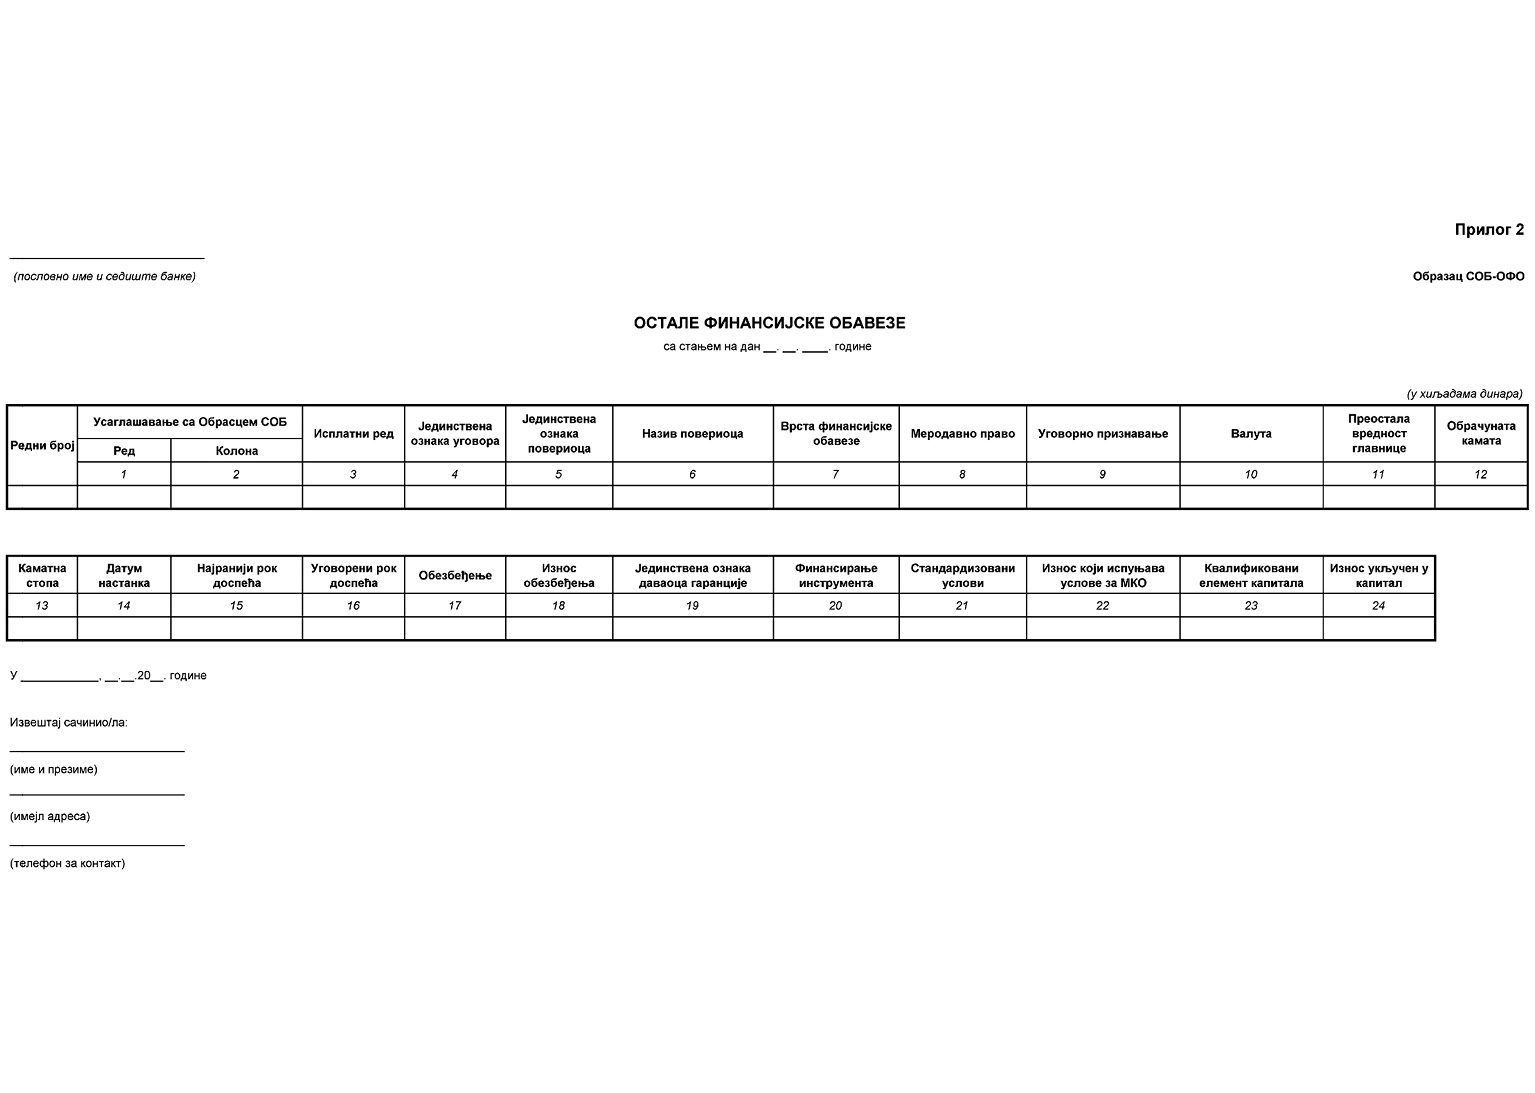 Прилог 2
(пословно име и седиште банке)
Образац СОБ-ОФО
ОСТАЛЕ ФИНАНСИЈСКЕ ОБАВЕЗЕ
са стањем на дан __. __. ____. године
(у хиљадама динара)
Редни број
Усаглашавање са Обрасцем СОБ
Ред
Колона
Исплатни ред
Јединствена
ознака уговора
Јединствена
ознака
повериоца
Назив повериоца
Врста финансијске
обавезе
Меродавно право
Уговорно признавање
Валута
Преостала
вредност
главнице
Обрачуната
камата
1 2 3 4 5 6 7 8 9 10 11 12
Каматна
стопа
Датум
настанка
Најранији рок
доспећа
Уговорени рок
доспећа
Обезбеђење
Износ
обезбеђења
Јединствена ознака
даваоца гаранције
Финансирање
инструмента
Стандардизовани
услови
Износ који испуњава
услове за МКО
Квалификовани
елемент капитала
Износ укључен у
капитал
13 14 15 16 17 18 19 20 21 22 23 24
У ____________, __.__.20__. године
Извештај сачинио/ла:
(име и презиме)
(имејл адреса)
(телефон за контакт)